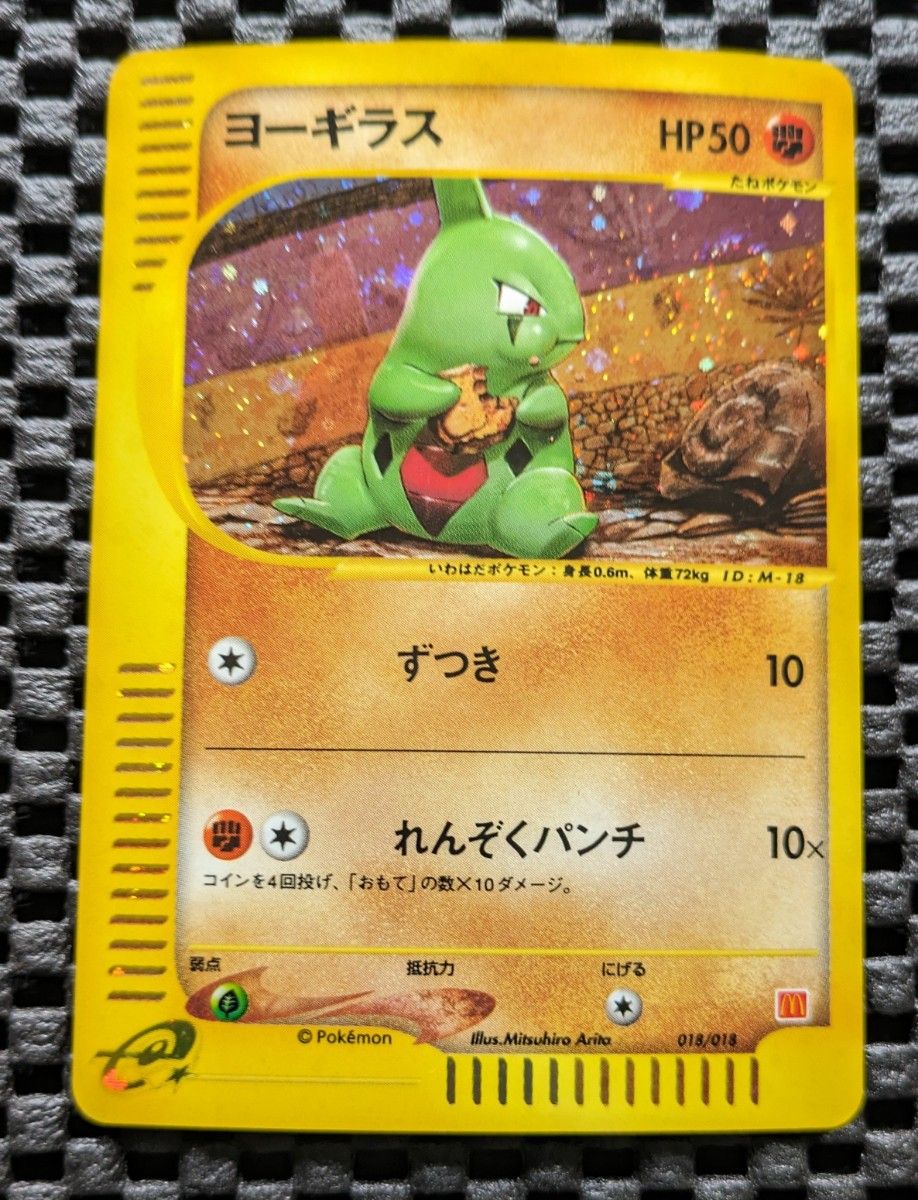 ヨーギラス HP50
たねポケモン
いわはだポケモン：身長0.6m、体重72kg ID:M-18
ずつき 10
れんぞくパンチ 10×
コインを4回投げ、「おもて」の数×10ダメージ。
弱点 抵抗力 にげる
©Pokémon Illus.Mitsuhiro Arita 018/018